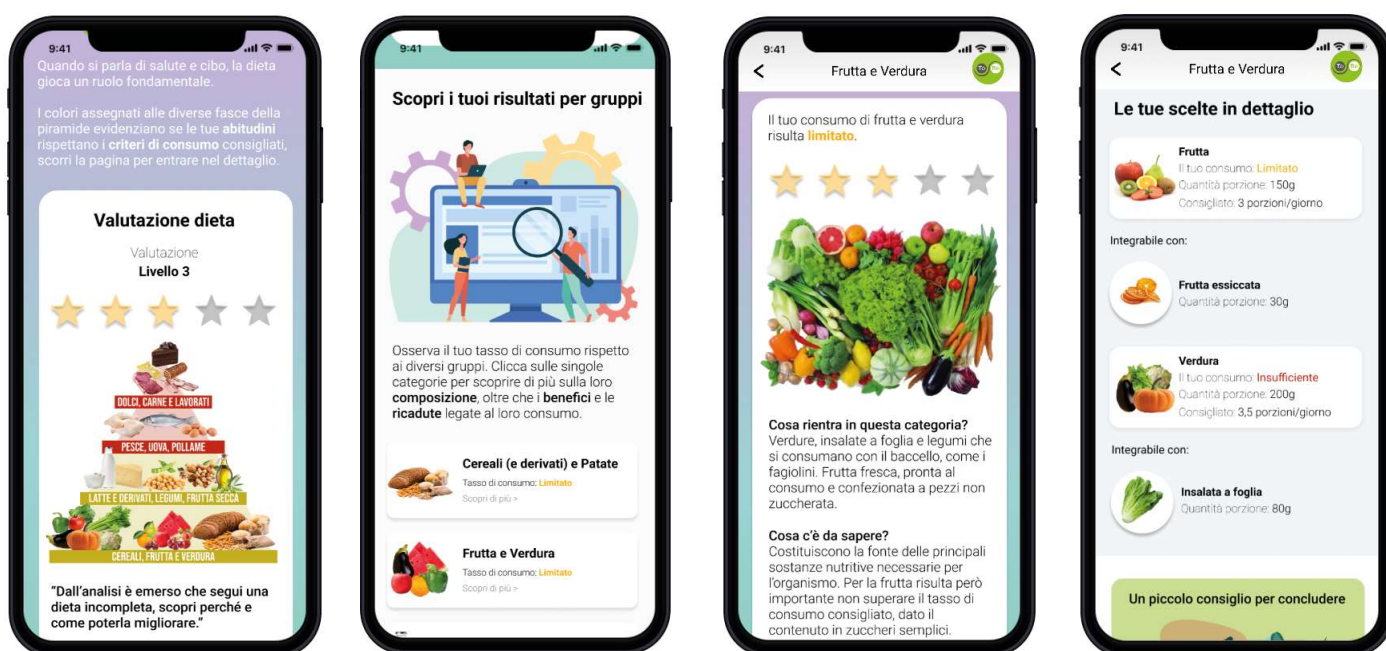 9:41
Quando si parla di salute e cibo, la dieta
gioca un ruolo fondamentale.
I colori assegnati alle diverse fasce della
piramide evidenziano se le tue abitudini
rispettano i criteri di consumo consigliati,
scorri la pagina per entrare nel dettaglio.
Valutazione dieta
Valutazione
Livello 3
DOLCI, CARNE E LAVORATI
PESCE, UOVA, POLLAME
LATTE E DERIVATI, LEGUMI, FRUTTA SECCA
CEREALI, FRUTTA E VERDURA
“Dall’analisi è emerso che segui una
dieta incompleta, scopri perché e
come poterla migliorare.”
9:41
Scopri i tuoi risultati per gruppi
Osserva il tuo tasso di consumo rispetto
ai diversi gruppi. Clicca sulle singole
categorie per scoprire di più sulla loro
composizione, oltre che i benefici e le
ricadute legate al loro consumo.
Cereali (e derivati) e Patate
Tasso di consumo: Limitato
Scopri di più >
Frutta e Verdura
Tasso di consumo: Limitato
Scopri di più >
9:41
Frutta e Verdura
Il tuo consumo di frutta e verdura
risulta limitato.
Cosa rientra in questa categoria?
Verdure, insalate a foglia e legumi che
si consumano con il baccello, come i
fagiolini. Frutta fresca, pronta al
consumo e confezionata a pezzi non
zuccherata.
Cosa c’è da sapere?
Costituiscono la fonte delle principali
sostanze nutritive necessarie per
l’organismo. Per la frutta risulta però
importante non superare il tasso di
consumo consigliato, dato il
contenuto in zuccheri semplici.
9:41
Frutta e Verdura
Le tue scelte in dettaglio
Frutta
Il tuo consumo: Limitato
Quantità porzione: 150g
Consigliato: 3 porzioni/giorno
Integrabile con:
Frutta essiccata
Quantità porzione: 30g
Verdura
Il tuo consumo: Insufficiente
Quantità porzione: 200g
Consigliato: 3,5 porzioni/giorno
Integrabile con:
Insalata a foglia
Quantità porzione: 80g
Un piccolo consiglio per concludere